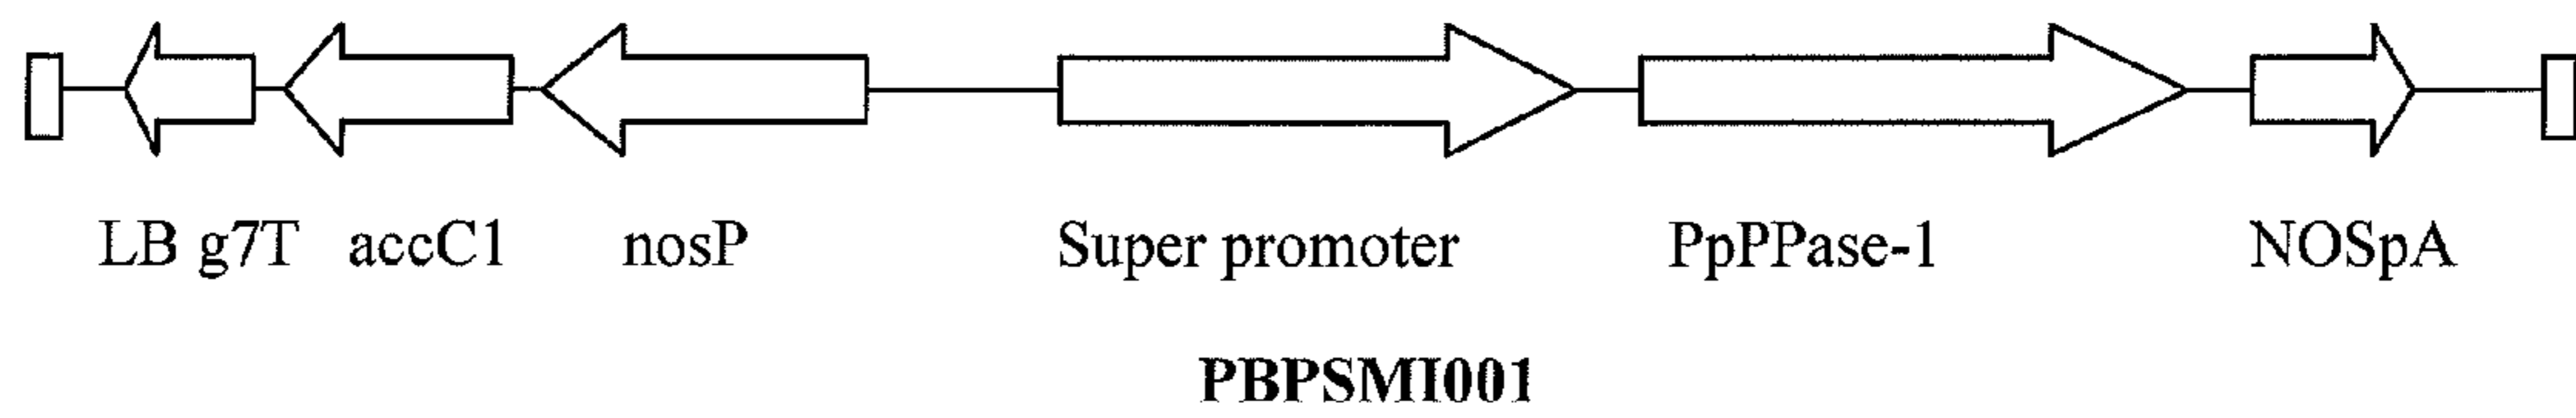 LB g7T accC1 nosP Super promoter PpPPase-1 NOSpA
PBPSMI001